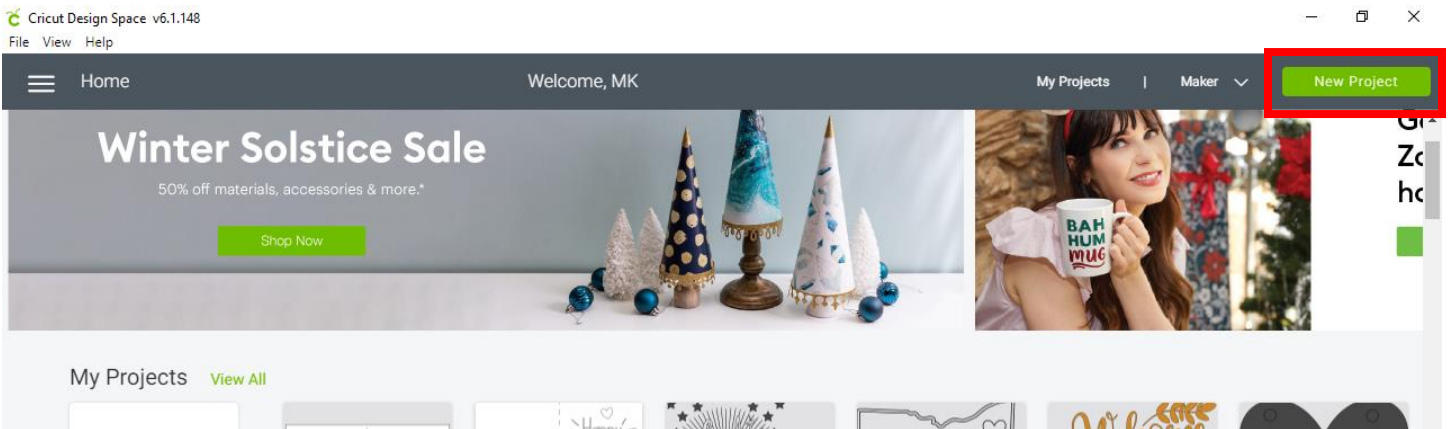 Cricut Design Space v6.1.148
File View Help
Home
Welcome, MK
My Projects | Maker
New Project
Winter Solstice Sale
50% off materials, accessories & more.*
Shop Now
BAH
HUM
MUG
My Projects View All